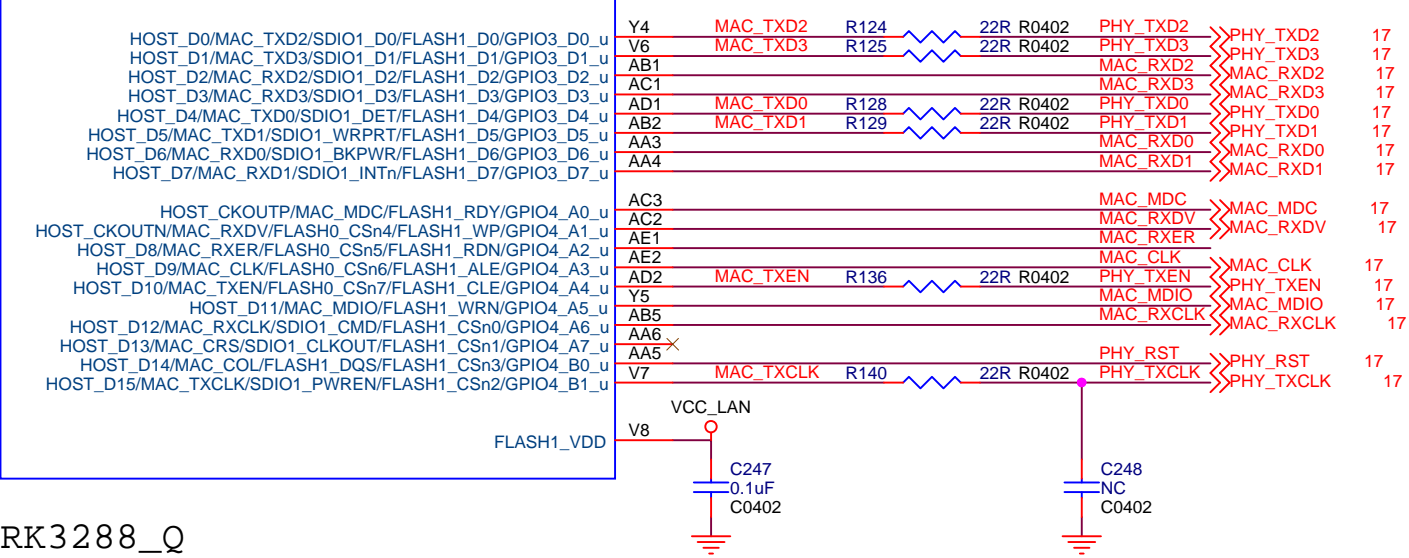 HOST_D0/MAC_TXD2/SDIO1_D0/FLASH1_D0/GPIO3_D0_u Y4 MAC_TXD2 R124 22R R0402 PHY_TXD2 PHY_TXD2 17
HOST_D1/MAC_TXD3/SDIO1_D1/FLASH1_D1/GPIO3_D1_u V6 MAC_TXD3 R125 22R R0402 PHY_TXD3 PHY_TXD3 17
HOST_D2/MAC_RXD2/SDIO1_D2/FLASH1_D2/GPIO3_D2_u AB1 MAC_RXD2 MAC_RXD2 17
HOST_D3/MAC_RXD3/SDIO1_D3/FLASH1_D3/GPIO3_D3_u AC1 MAC_RXD3 MAC_RXD3 17
HOST_D4/MAC_TXD0/SDIO1_DET/FLASH1_D4/GPIO3_D4_u AD1 MAC_TXD0 R128 22R R0402 PHY_TXD0 PHY_TXD0 17
HOST_D5/MAC_TXD1/SDIO1_WRPRT/FLASH1_D5/GPIO3_D5_u AB2 MAC_TXD1 R129 22R R0402 PHY_TXD1 PHY_TXD1 17
HOST_D6/MAC_RXD0/SDIO1_BKPWR/FLASH1_D6/GPIO3_D6_u AA3 MAC_RXD0 MAC_RXD0 17
HOST_D7/MAC_RXD1/SDIO1_INTn/FLASH1_D7/GPIO3_D7_u AA4 MAC_RXD1 MAC_RXD1 17
HOST_CKOUTP/MAC_MDC/FLASH1_RDY/GPIO4_A0_u AC3 MAC_MDC MAC_MDC 17
HOST_CKOUTN/MAC_RXDV/FLASH0_CSn4/FLASH1_WP/GPIO4_A1_u AC2 MAC_RXDV MAC_RXDV 17
HOST_D8/MAC_RXER/FLASH0_CSn5/FLASH1_RDN/GPIO4_A2_u AE1 MAC_RXER
HOST_D9/MAC_CLK/FLASH0_CSn6/FLASH1_ALE/GPIO4_A3_u AE2 MAC_CLK MAC_CLK 17
HOST_D10/MAC_TXEN/FLASH0_CSn7/FLASH1_CLE/GPIO4_A4_u AD2 MAC_TXEN R136 22R R0402 PHY_TXEN PHY_TXEN 17
HOST_D11/MAC_MDIO/FLASH1_WRN/GPIO4_A5_u Y5 MAC_MDIO MAC_MDIO 17
HOST_D12/MAC_RXCLK/SDIO1_CMD/FLASH1_CSn0/GPIO4_A6_u AB5 MAC_RXCLK MAC_RXCLK 17
HOST_D13/MAC_CRS/SDIO1_CLKOUT/FLASH1_CSn1/GPIO4_A7_u AA6
HOST_D14/MAC_COL/FLASH1_DQS/FLASH1_CSn3/GPIO4_B0_u AA5 PHY_RST PHY_RST 17
HOST_D15/MAC_TXCLK/SDIO1_PWREN/FLASH1_CSn2/GPIO4_B1_u V7 MAC_TXCLK R140 22R R0402 PHY_TXCLK PHY_TXCLK 17
VCC_LAN
FLASH1_VDD V8
C247 C248
0.1uF NC
C0402 C0402
RK3288_Q